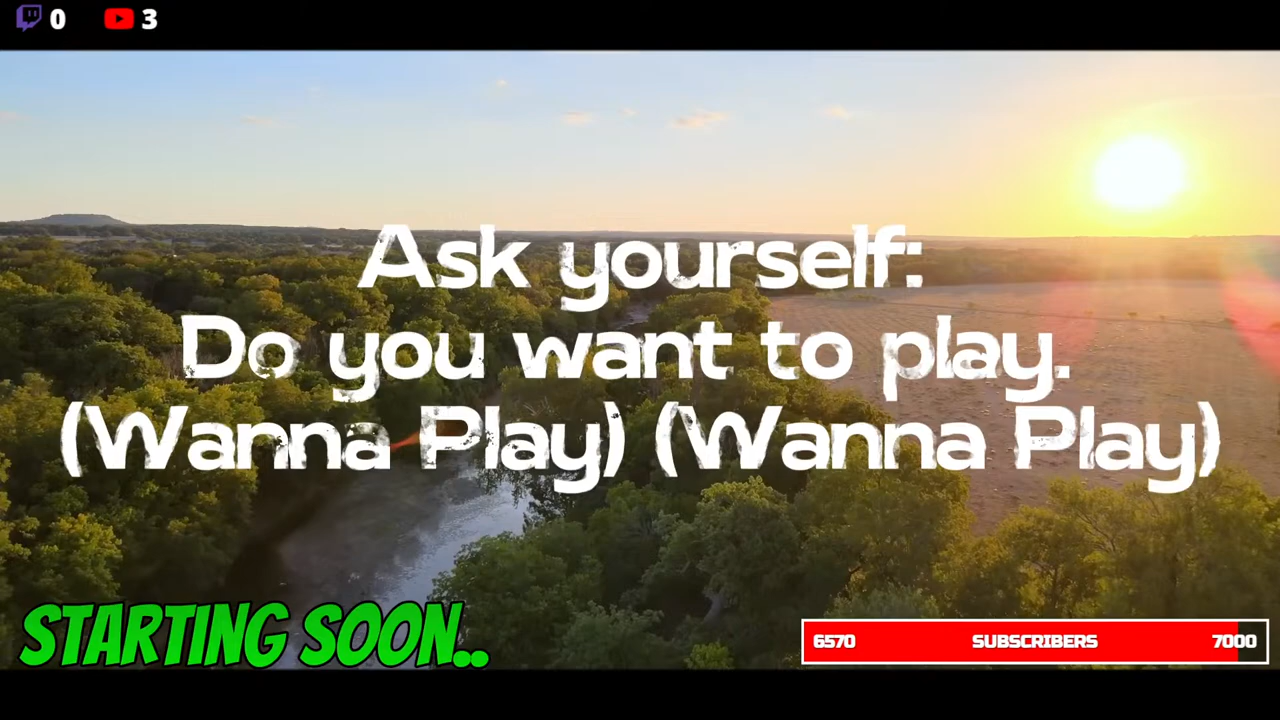 0 3
Ask yourself:
Do you want to play.
(Wanna Play) (Wanna Play)
STARTING SOON..
6570 SUBSCRIBERS 7000